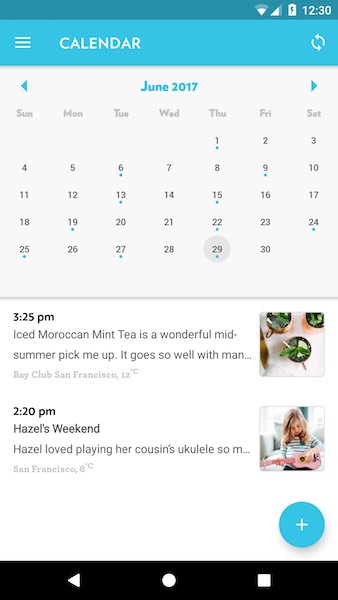 12:30
CALENDAR
June 2017
Sun Mon Tue Wed Thu Fri Sat
1 2 3
4 5 6 7 8 9 10
11 12 13 14 15 16 17
18 19 20 21 22 23 24
25 26 27 28 29 30
3:25 pm
Iced Moroccan Mint Tea is a wonderful mid-
summer pick me up. It goes so well with man...
Bay Club San Francisco, 12°C
2:20 pm
Hazel's Weekend
Hazel loved playing her cousin's ukulele so m...
San Francisco, 6°C